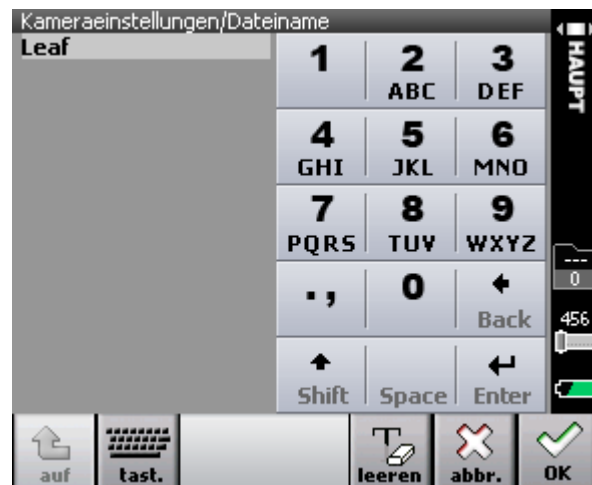 Kameraeinstellungen/Dateiname
Leaf
1 2 3
ABC DEF
4 5 6
GHI JKL MNO
7 8 9
PQRS TUV WXYZ
., 0
Back
Shift Space Enter
HAUPT
---
0
456
auf tast. leeren abbr. OK